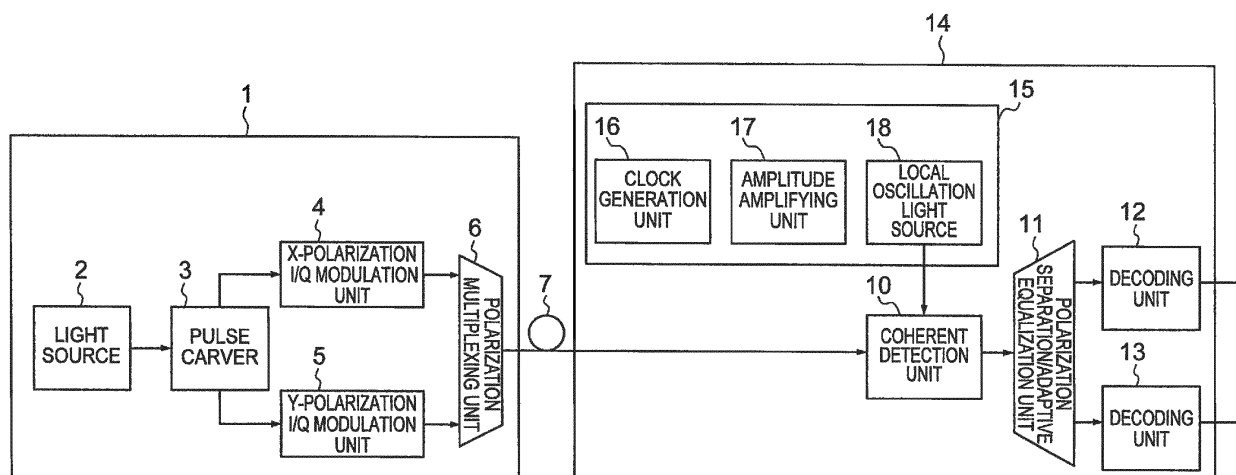 1
2
LIGHT
SOURCE
3
PULSE
CARVER
4
X-POLARIZATION
I/Q MODULATION
UNIT
5
Y-POLARIZATION
I/Q MODULATION
UNIT
6
POLARIZATION
MULTIPLEXING UNIT
7
14
15
16
CLOCK
GENERATION
UNIT
17
AMPLITUDE
AMPLIFYING
UNIT
18
LOCAL
OSCILLATION
LIGHT
SOURCE
10
COHERENT
DETECTION
UNIT
11
POLARIZATION
SEPARATION/ADAPTIVE
EQUALIZATION UNIT
12
DECODING
UNIT
13
DECODING
UNIT